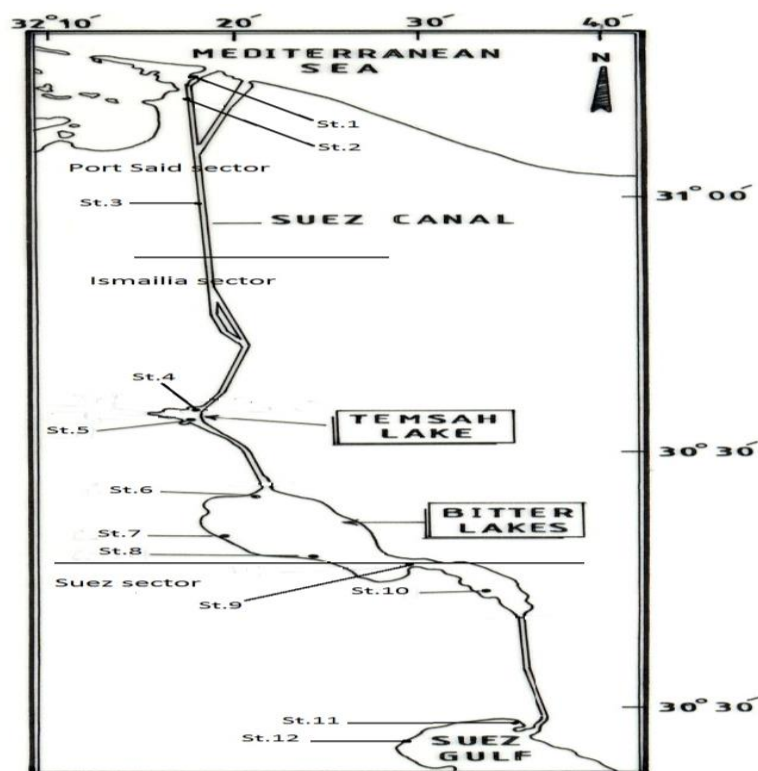 32°10´ 20´ 30´ 40´
MEDITERRANEAN
SEA
N
St.1
St.2
Port Said sector
31°00´
St.3
SUEZ CANAL
Ismailia sector
St.4
TEMSAH
LAKE
St.5
30°30´
St.6
BITTER
LAKES
St.7
St.8
Suez sector
St.10
St.9
30°30´
St.11
St.12
SUEZ
GULF